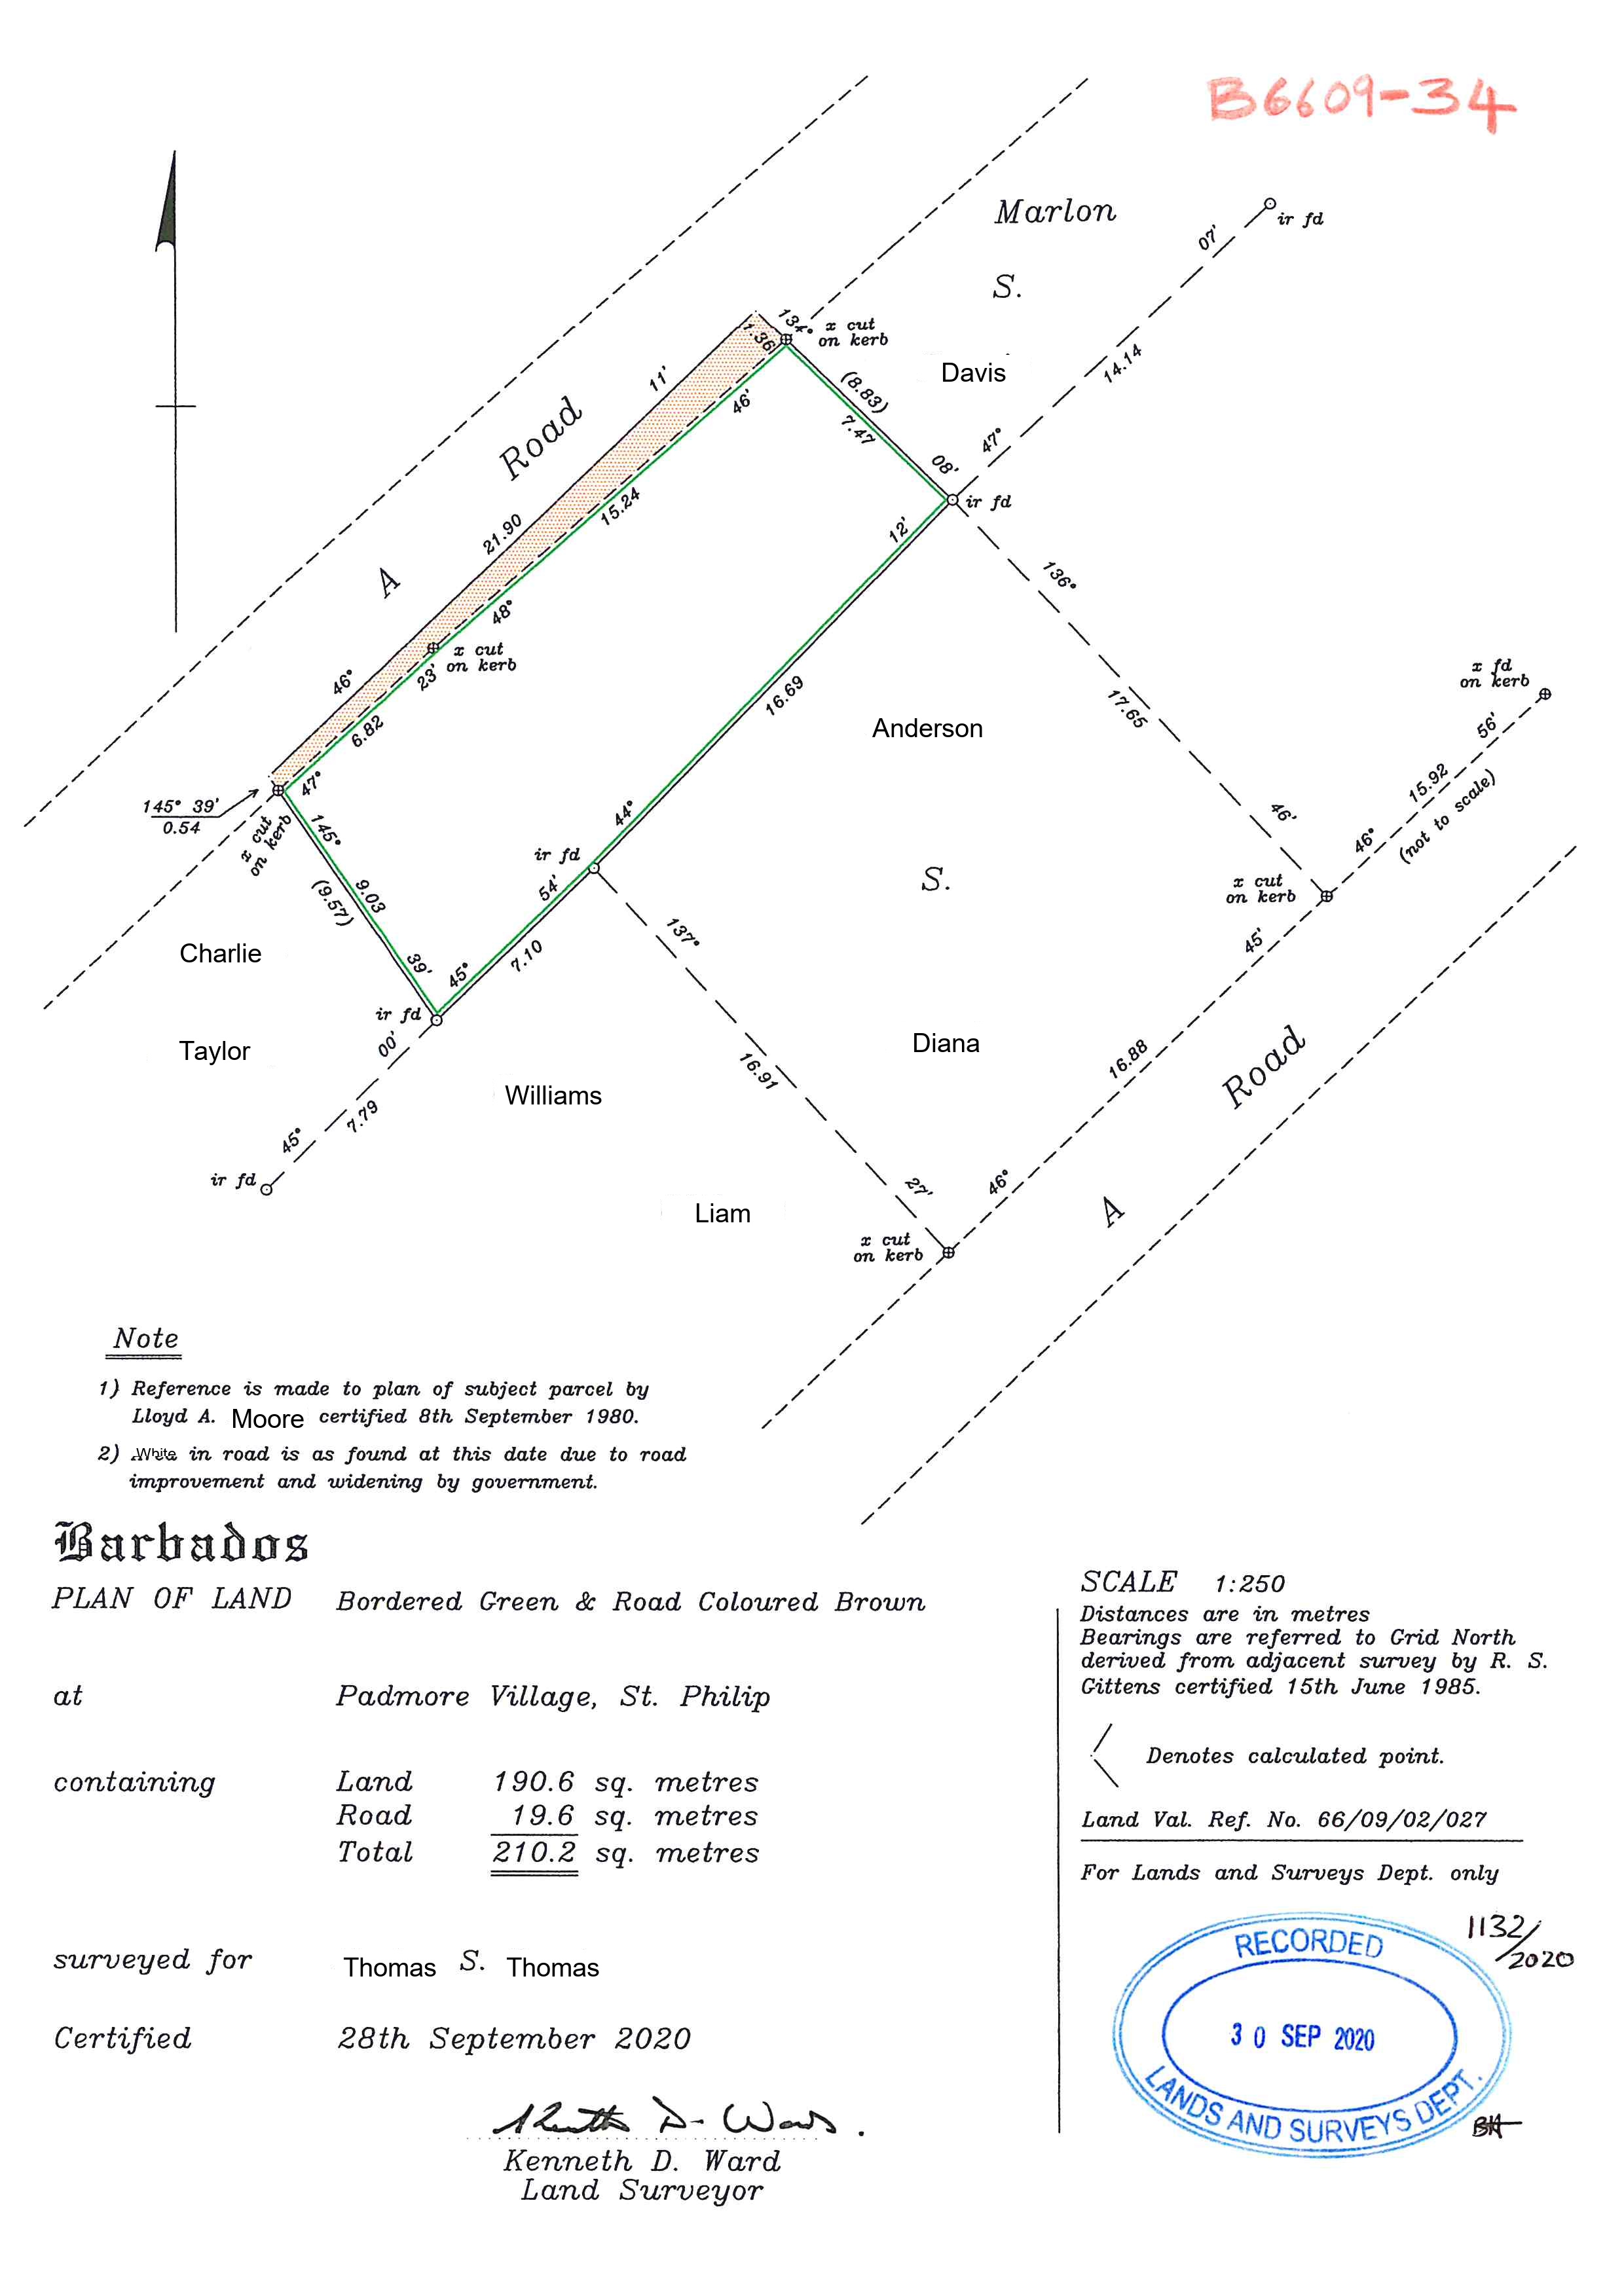 B6609-34
Marlon
S.
Davis
ir fd
07'
14.14
47°
134°
x cut
on kerb
1.36
11'
46'
(8.83)
7.47
08'
ir fd
Road
A
21.90
15.24
48°
46°
x cut
on kerb
23'
6.82
47°
12'
16.69
44°
136°
17.65
46'
Anderson
S.
Diana
x fd
on kerb
56'
15.92
46°
(not to scale)
145° 39'
0.54
x cut
on kerb
145°
9.03
(9.57)
39'
ir fd
54'
7.10
45°
ir fd
00'
7.79
45°
ir fd
137°
16.91
27'
x cut
on kerb
45'
16.88
46°
x cut
on kerb
Road
A
Charlie
Taylor
Williams
Liam
Note
1) Reference is made to plan of subject parcel by
Lloyd A. Moore certified 8th September 1980.
2) White in road is as found at this date due to road
improvement and widening by government.
Barbados
PLAN OF LAND Bordered Green & Road Coloured Brown
at Padmore Village, St. Philip
containing Land 190.6 sq. metres
Road 19.6 sq. metres
Total 210.2 sq. metres
surveyed for Thomas S. Thomas
Certified 28th September 2020
Kenneth D. Ward
Kenneth D. Ward
Land Surveyor
SCALE 1:250
Distances are in metres
Bearings are referred to Grid North
derived from adjacent survey by R. S.
Gittens certified 15th June 1985.
Denotes calculated point.
Land Val. Ref. No. 66/09/02/027
For Lands and Surveys Dept. only
1132/2020
RECORDED
30 SEP 2020
LANDS AND SURVEYS DEPT.